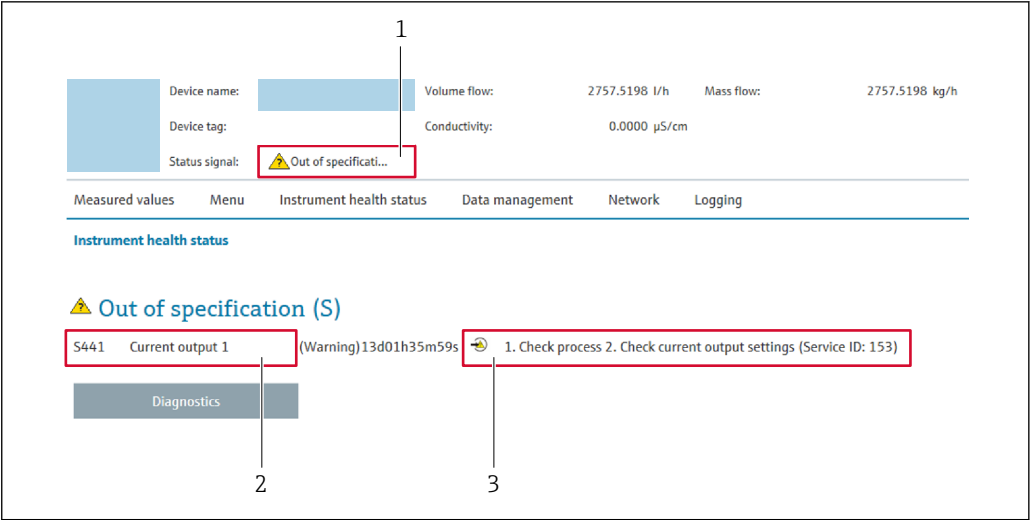 1
Device name: Volume flow: 2757.5198 l/h Mass flow: 2757.5198 kg/h
Device tag: Conductivity: 0.0000 µS/cm
Status signal: Out of specificati...
Measured values Menu Instrument health status Data management Network Logging
Instrument health status
Out of specification (S)
S441 Current output 1 (Warning)13d01h35m59s 1. Check process 2. Check current output settings (Service ID: 153)
Diagnostics
2 3